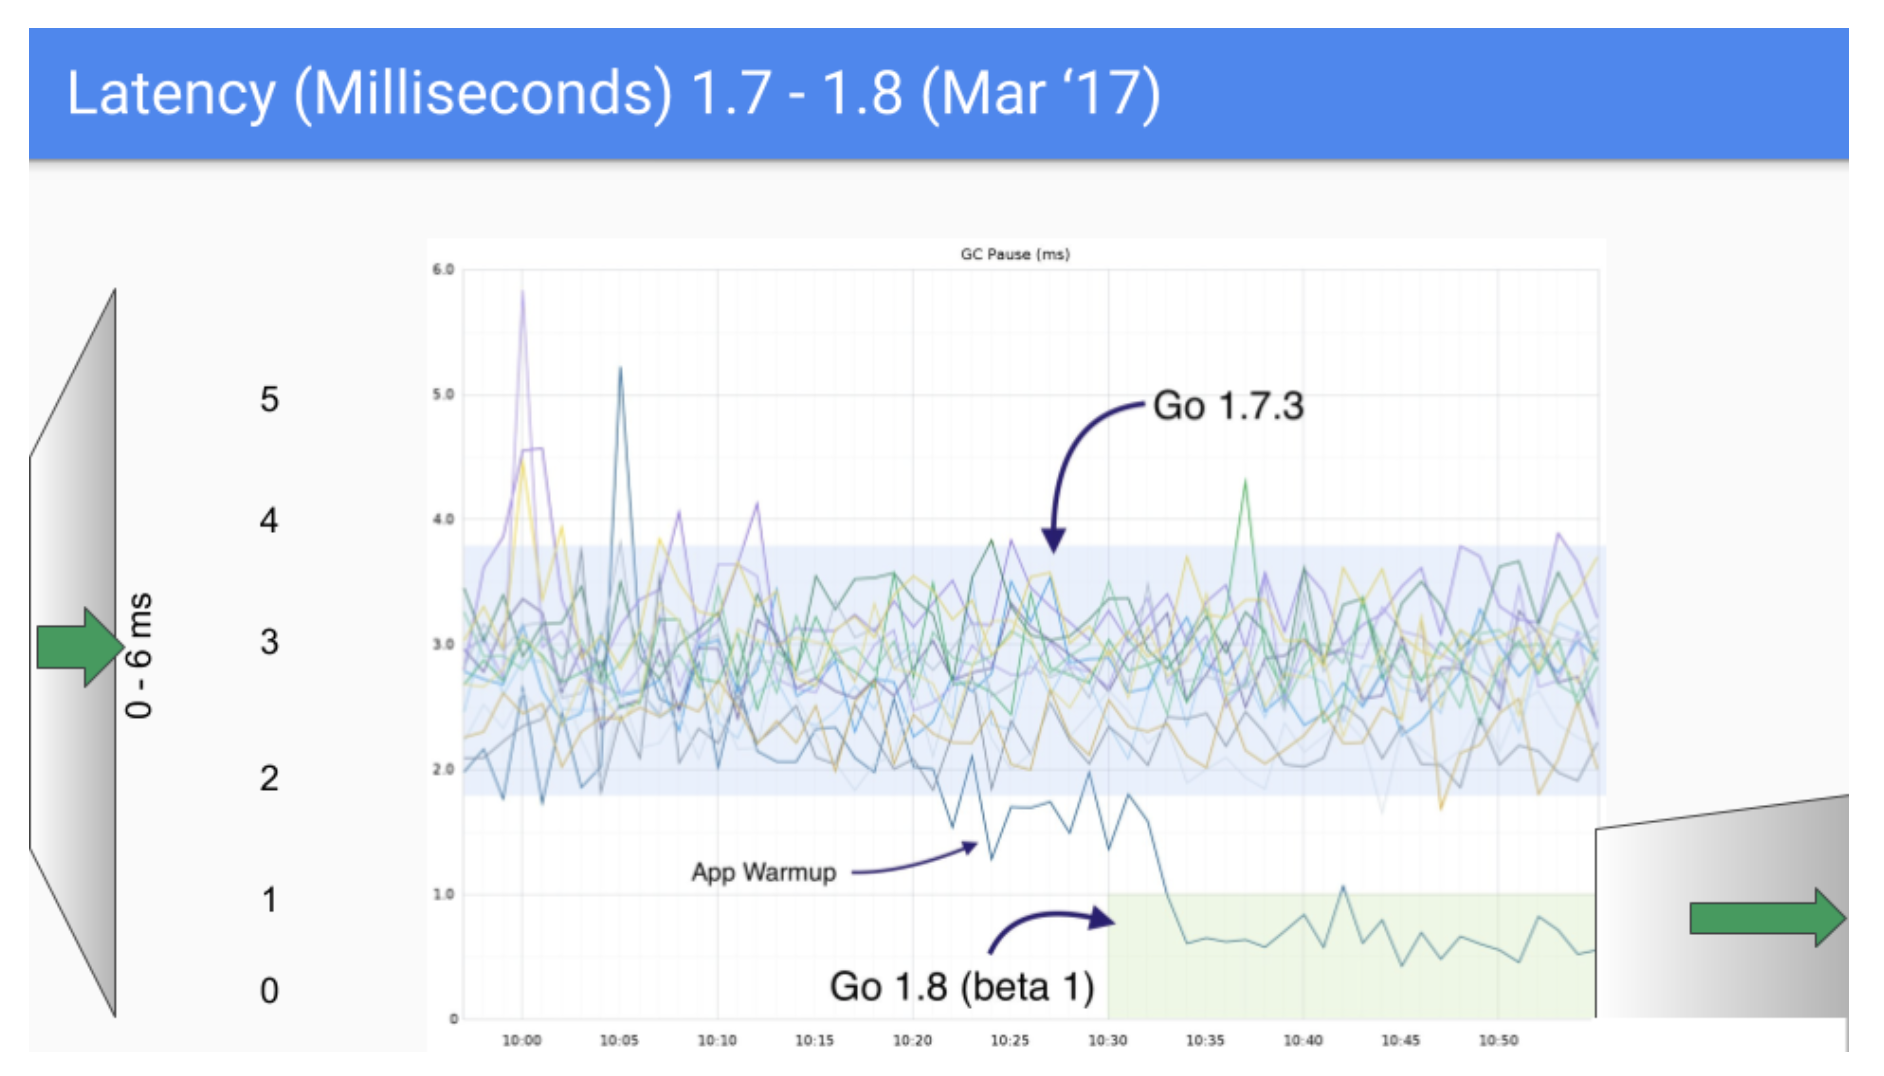 Latency (Milliseconds) 1.7 - 1.8 (Mar ‘17)
GC Pause (ms)
0 - 6 ms
5
4
3
2
1
0
6.0
5.0
4.0
3.0
2.0
1.0
0
Go 1.7.3
App Warmup
Go 1.8 (beta 1)
10:00 10:05 10:10 10:15 10:20 10:25 10:30 10:35 10:40 10:45 10:50